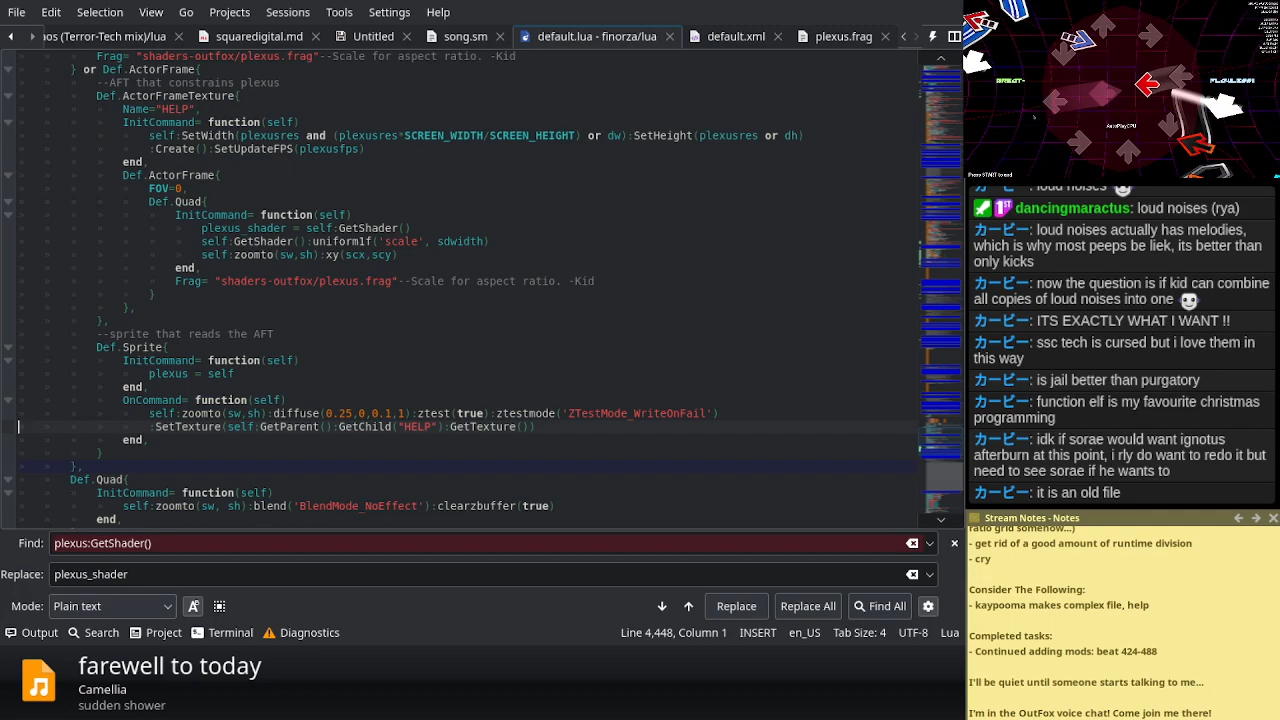 File Edit Selection View Go Projects Sessions Tools Settings Help
(Terror-Tech mix)/lua
Untitled
song.sm
default.lua - finorza/lua
default.xml
plexus.frag
Frag= "shaders-outfox/plexus.frag"--Scale for aspect ratio. -Kid
} or Def.ActorFrame{
--AFT that constrains plexus
Def.ActorFrameTexture{
Name="HELP",
InitCommand= function(self)
self:SetWidth(plexusres and (plexusres*SCREEN_WIDTH/SCREEN_HEIGHT) or dw):SetHeight(plexusres or dh)
end,
Def.ActorFrame{
FOV=0,
Def.Quad{
InitCommand= function(self)
plexus_shader = self:GetShader()
self:GetShader():uniform1f('scale', sdwidth)
self:zoomto(sw,sh):xy(scx,scy)
end,
Frag= "shaders-outfox/plexus.frag"--Scale for aspect ratio. -Kid
}
},
},
--sprite that reads the AFT
Def.Sprite{
InitCommand= function(self)
plexus = self
end,
OnCommand= function(self)
self:zoomto(sw,sh):diffuse(0.25,0,0.1,1):ztest(true):ztestmode('ZTestMode_WriteOnFail')
:SetTexture(self:GetParent():GetChild("HELP"):GetTexture())
end,
}
},
Def.Quad{
InitCommand= function(self)
self:zoomto(sw, sh):blend('BlendMode_NoEffect'):clearzbuffer(true)
end,
Find: plexus:GetShader()
Replace: plexus_shader
Mode: Plain text
Replace Replace All Find All
Output Search Project Terminal Diagnostics
Line 4,448, Column 1 INSERT en_US Tab Size: 4 UTF-8 Lua
farewell to today
Camellia
sudden shower
GREAT-
FLAWLESS!
AutoPlayCPU
Press START to end
カービー: loud noises
1ST dancingmaractus: loud noises (rya)
カービー: loud noises actually has melodies,
which is why most peeps be liek, its better than
only kicks
カービー: now the question is if kid can combine
all copies of loud noises into one
カービー: ITS EXACTLY WHAT I WANT !!
カービー: ssc tech is cursed but i love them in
this way
カービー: is jail better than purgatory
カービー: function elf is my favourite christmas
programming
カービー: idk if sorae would want ignotus
afterburn at this point, i rly do want to redo it but
need to see sorae if he wants to
カービー: it is an old file
Stream Notes - Notes
ratio grid somehow...)
- get rid of a good amount of runtime division
- cry
Consider The Following:
- kaypooma makes complex file, help
Completed tasks:
- Continued adding mods: beat 424-488
I'll be quiet until someone starts talking to me...
I'm in the OutFox voice chat! Come join me there!